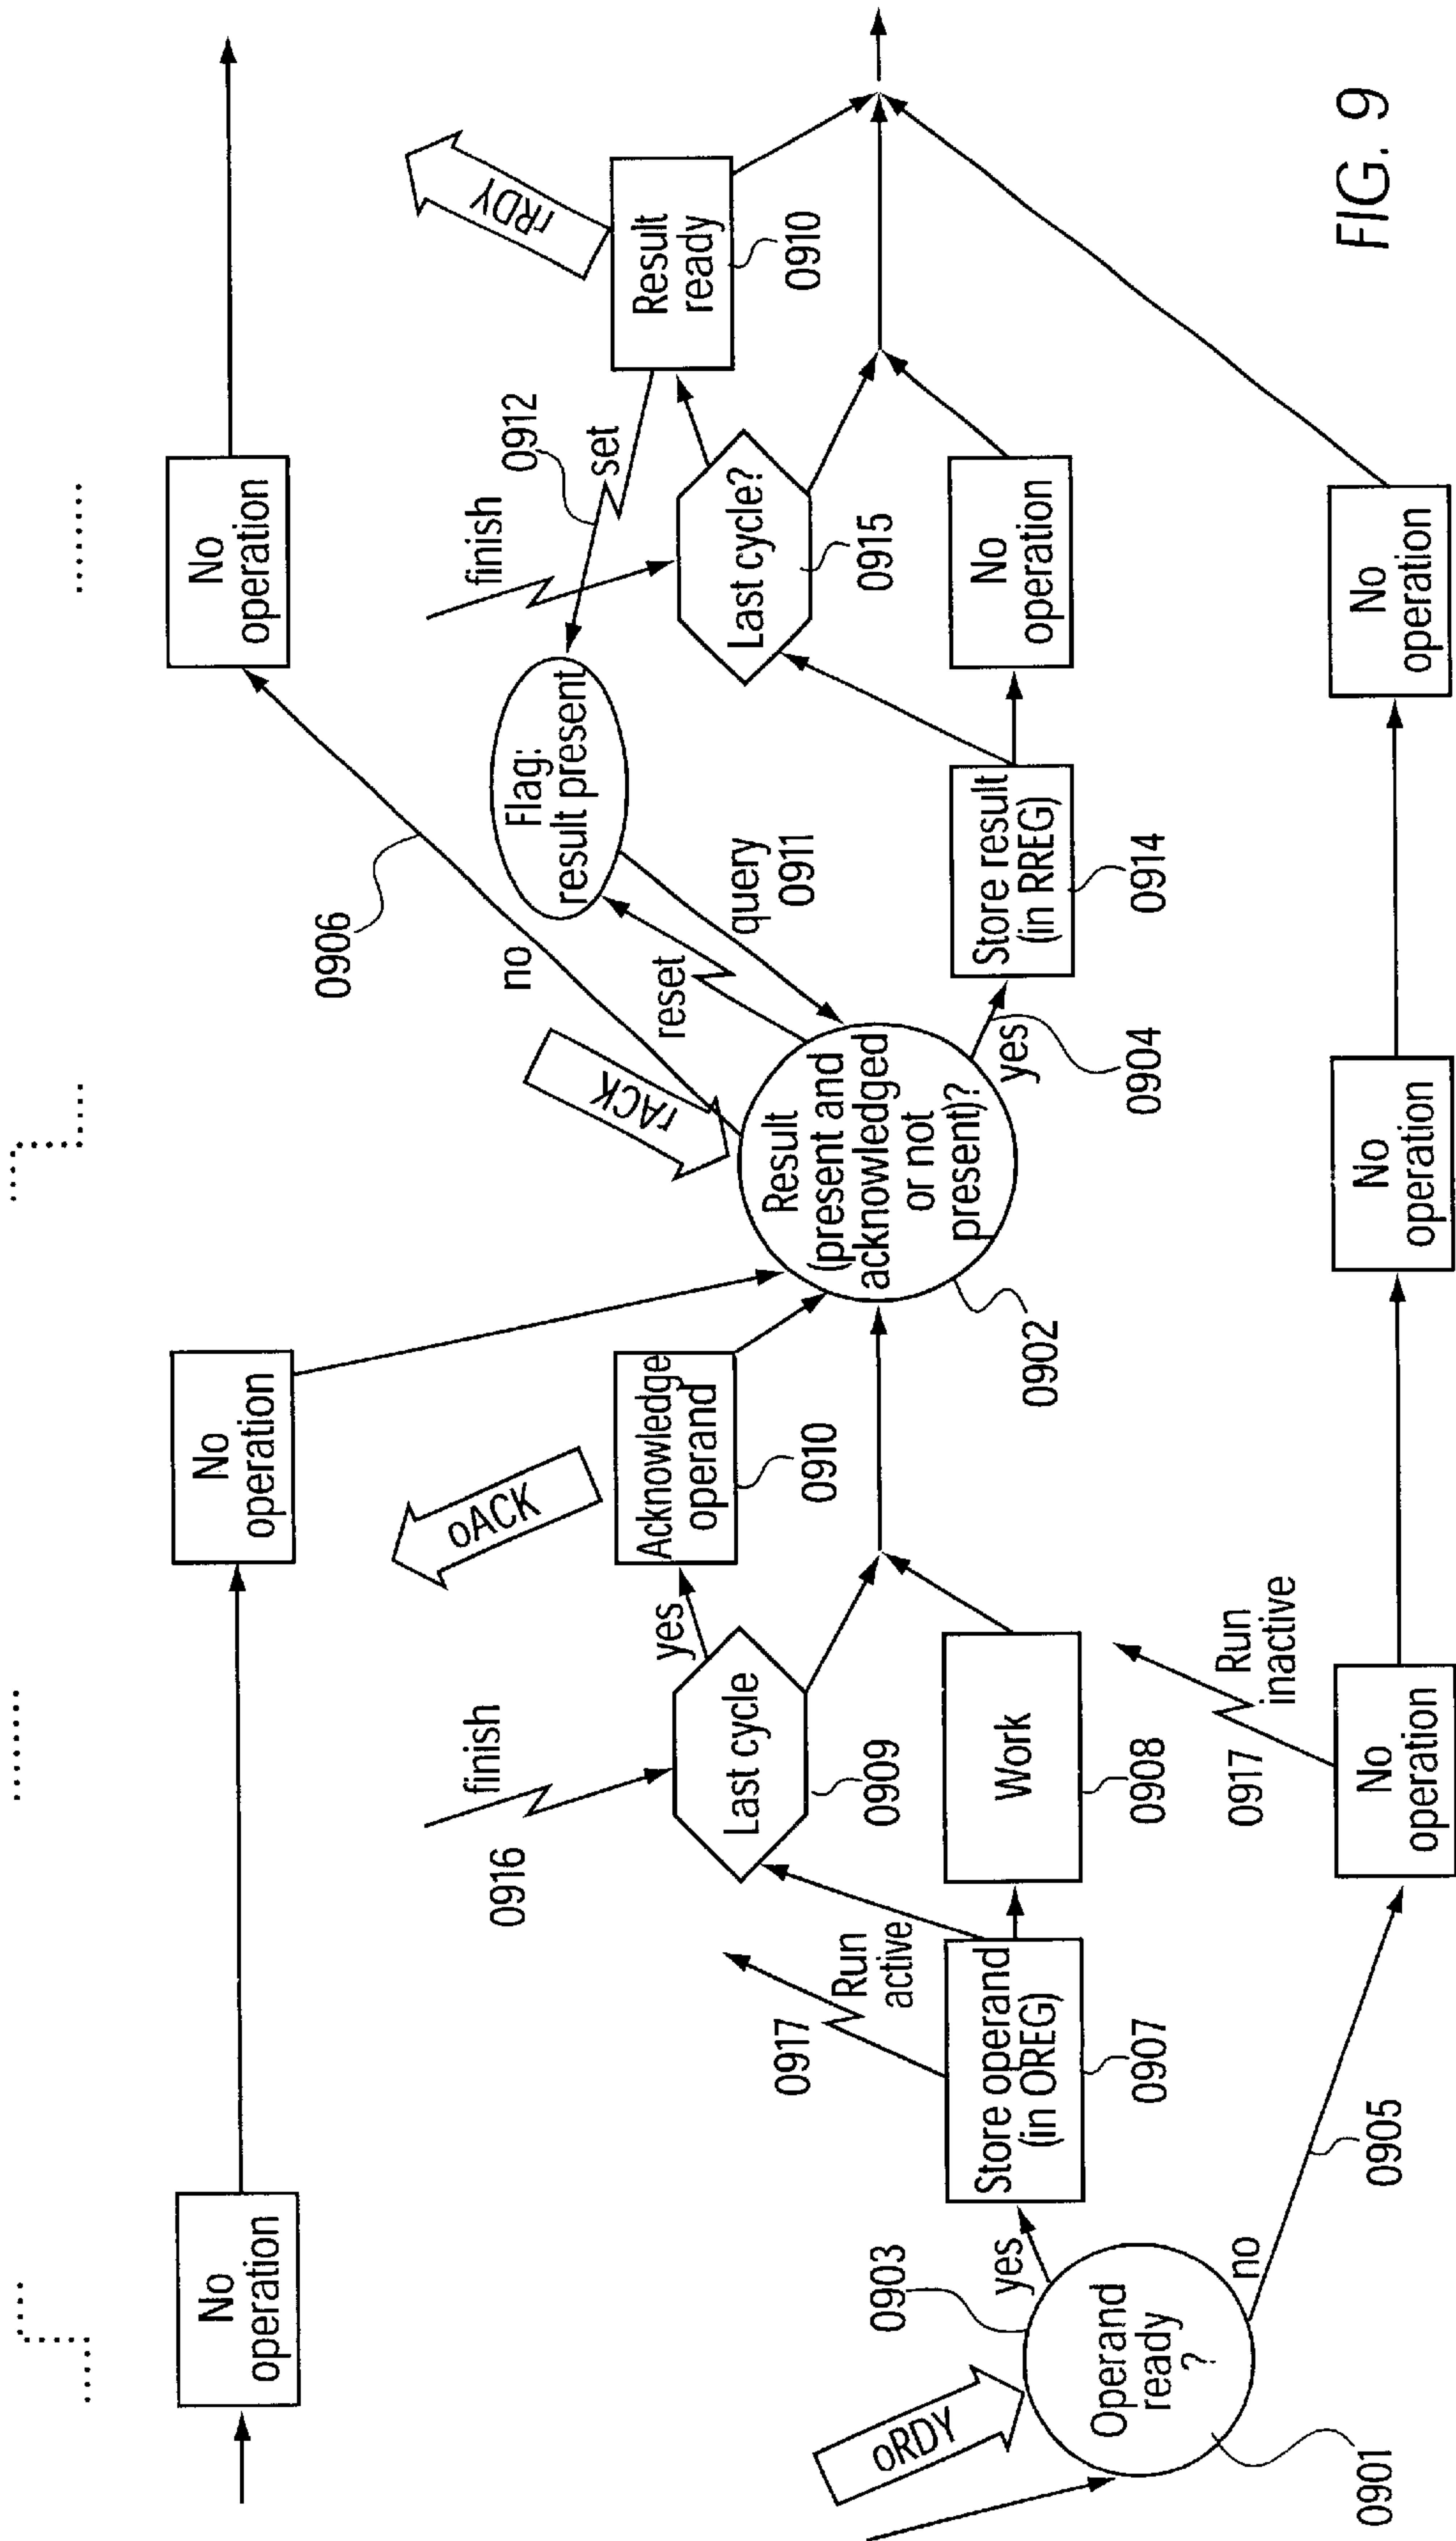 No
operation
No
operation
No
operation
0906
no
oRDY
Operand
ready
?
0901
0903
yes
no
0905
Store operand
(in OREG)
0907
0917
Run
active
0916
finish
Last cycle
0909
yes
Work
0908
oACK
Acknowledge
operand
0910
rACK
Result
(present and
acknowledged
or not
present)?
0902
reset
query
0911
Flag:
result present
0912
set
yes
0904
Store result
(in RREG)
0914
finish
Last cycle?
0915
No
operation
rRDY
Result
ready
0910
0917
Run
inactive
No
operation
No
operation
No
operation
FIG. 9